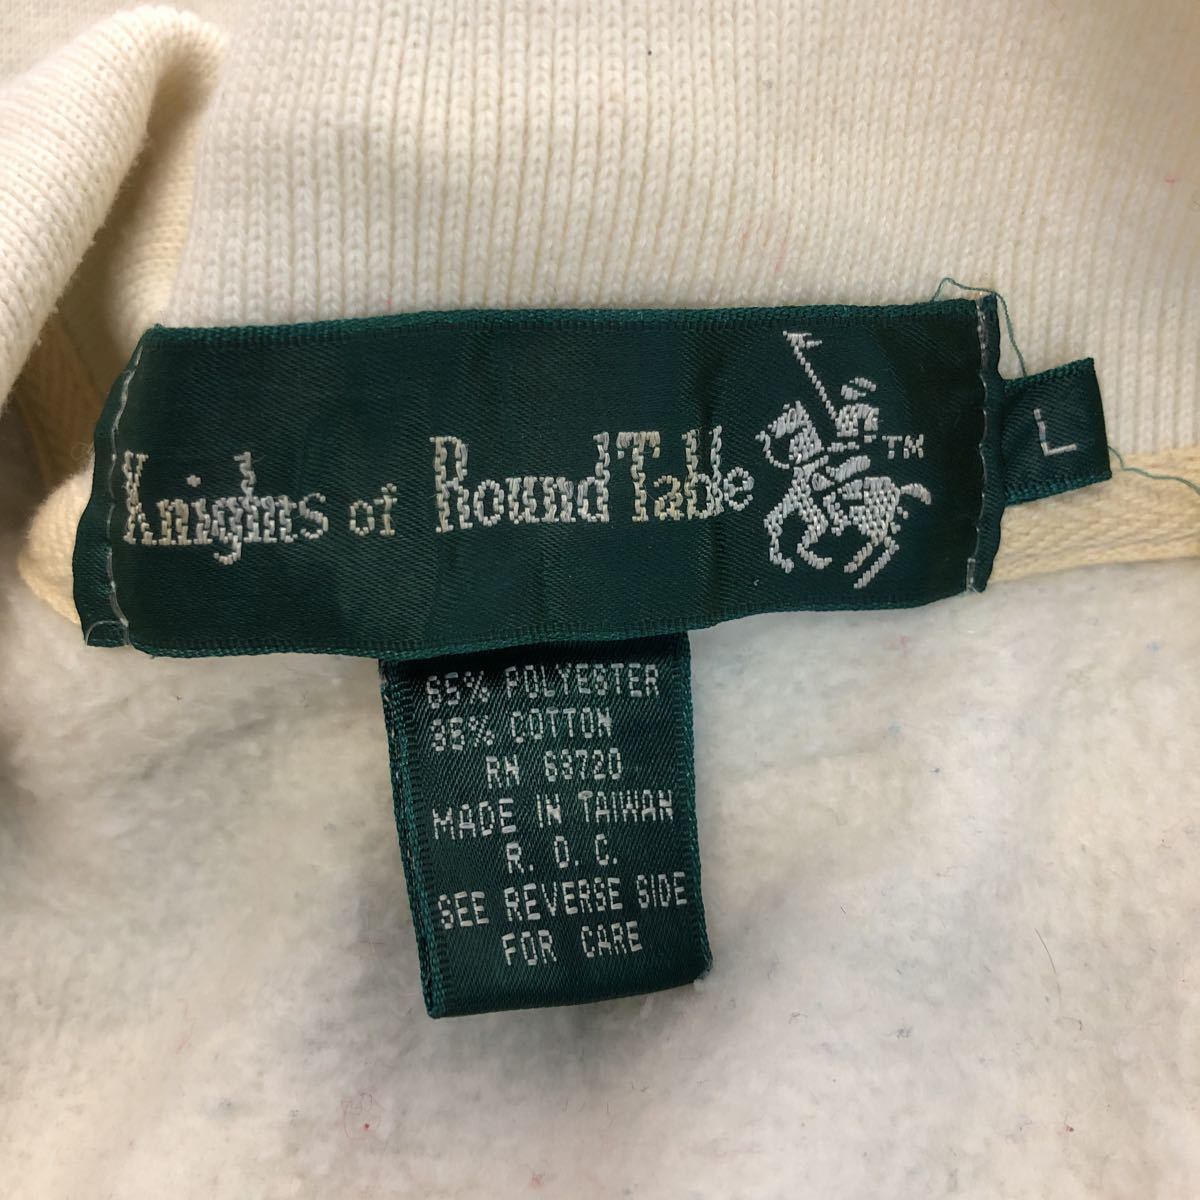 Knights of Round Table TM
L
65% POLYESTER
35% COTTON
RN 63720
MADE IN TAIWAN
R. O. C.
SEE REVERSE SIDE
FOR CARE